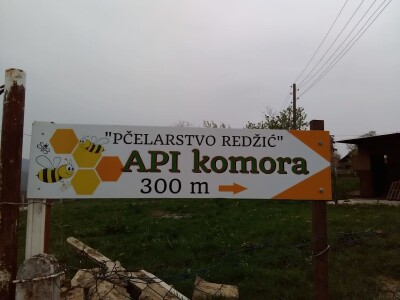 "PČELARSTVO REDŽIĆ"
API komora
300 m